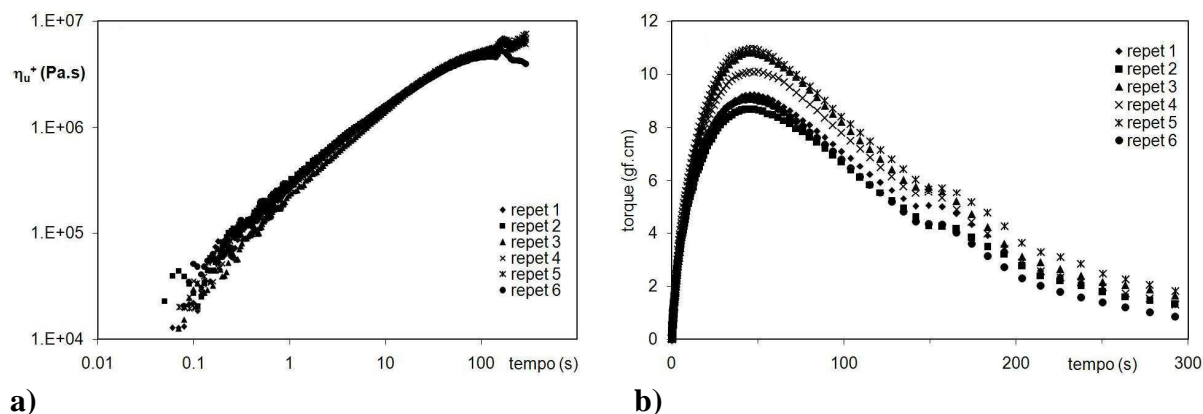 1.E+07
ηu+ (Pa.s)
1.E+06
1.E+05
1.E+04
0.01
0.1
1
10
100
tempo (s)
repet 1
repet 2
repet 3
repet 4
repet 5
repet 6
a)
12
10
8
6
4
2
0
torque (gf.cm)
0
100
200
tempo (s)
300
repet 1
repet 2
repet 3
repet 4
repet 5
repet 6
b)